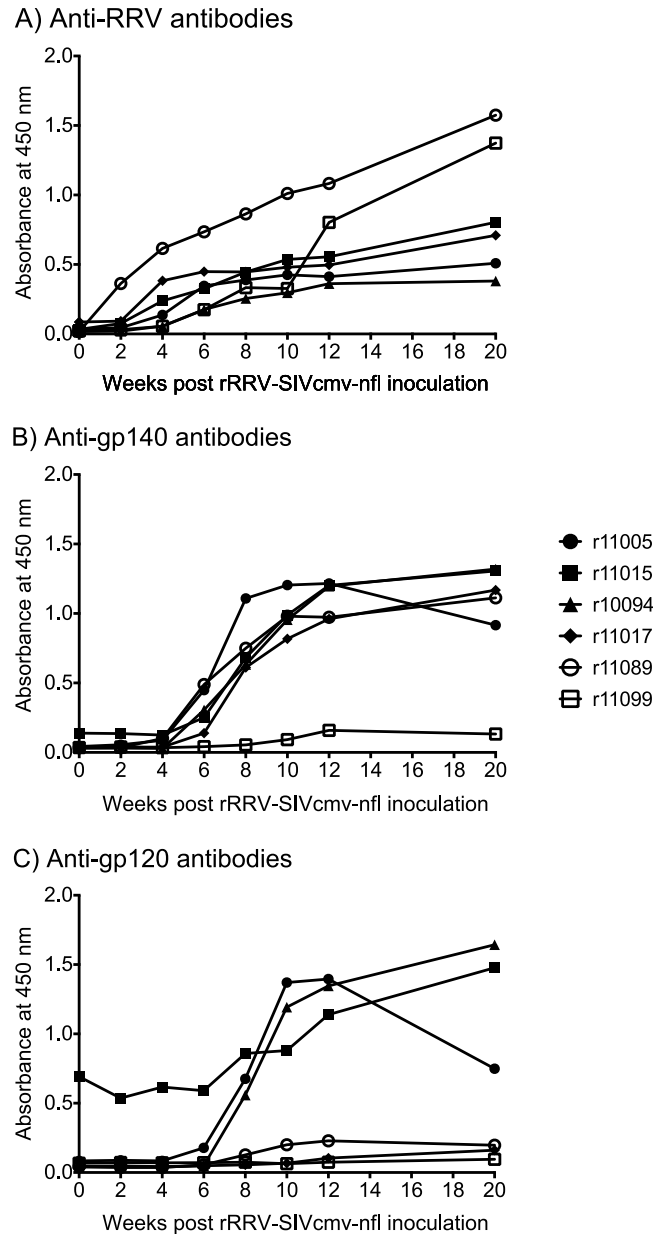 A) Anti-RRV antibodies
2.0
1.5
1.0
0.5
0.0
Absorbance at 450 nm
0 2 4 6 8 10 12 14 16 18 20
Weeks post rRRV-SIVcmv-nfl inoculation
B) Anti-gp140 antibodies
2.0
1.5
1.0
0.5
0.0
Absorbance at 450 nm
0 2 4 6 8 10 12 14 16 18 20
Weeks post rRRV-SIVcmv-nfl inoculation
r11005
r11015
r10094
r11017
r11089
r11099
C) Anti-gp120 antibodies
2.0
1.5
1.0
0.5
0.0
Absorbance at 450 nm
0 2 4 6 8 10 12 14 16 18 20
Weeks post rRRV-SIVcmv-nfl inoculation